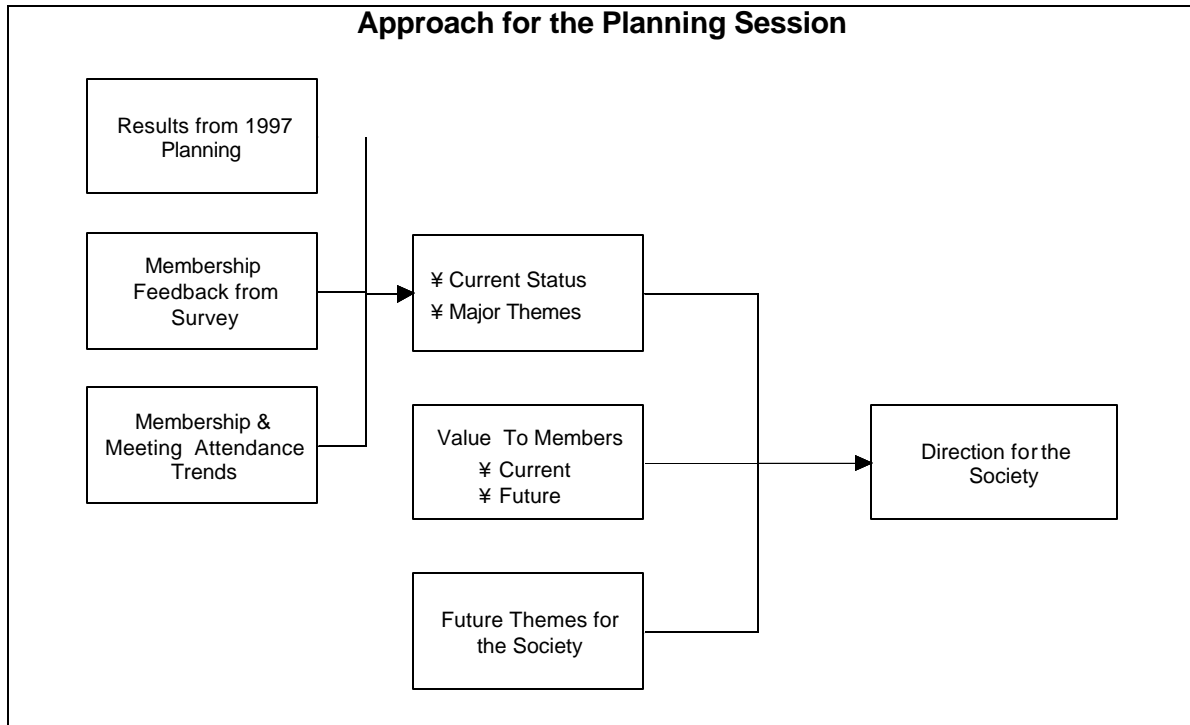 Approach for the Planning Session
Results from 1997
Planning
Membership
Feedback from
Survey
Membership &
Meeting Attendance
Trends
¥ Current Status
¥ Major Themes
Value To Members
¥ Current
¥ Future
Future Themes for
the Society
Direction for the
Society